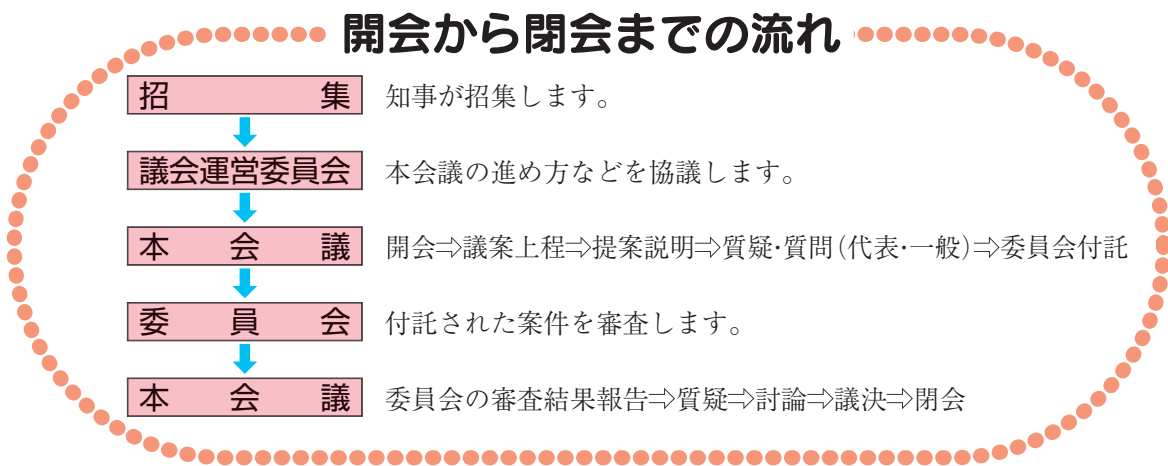 開会から閉会までの流れ
招集 知事が招集します。
議会運営委員会 本会議の進め方などを協議します。
本会議 開会⇨議案上程⇨提案説明⇨質疑・質問(代表・一般)⇨委員会付託
委員会 付託された案件を審査します。
本会議 委員会の審査結果報告⇨質疑⇨討論⇨議決⇨閉会